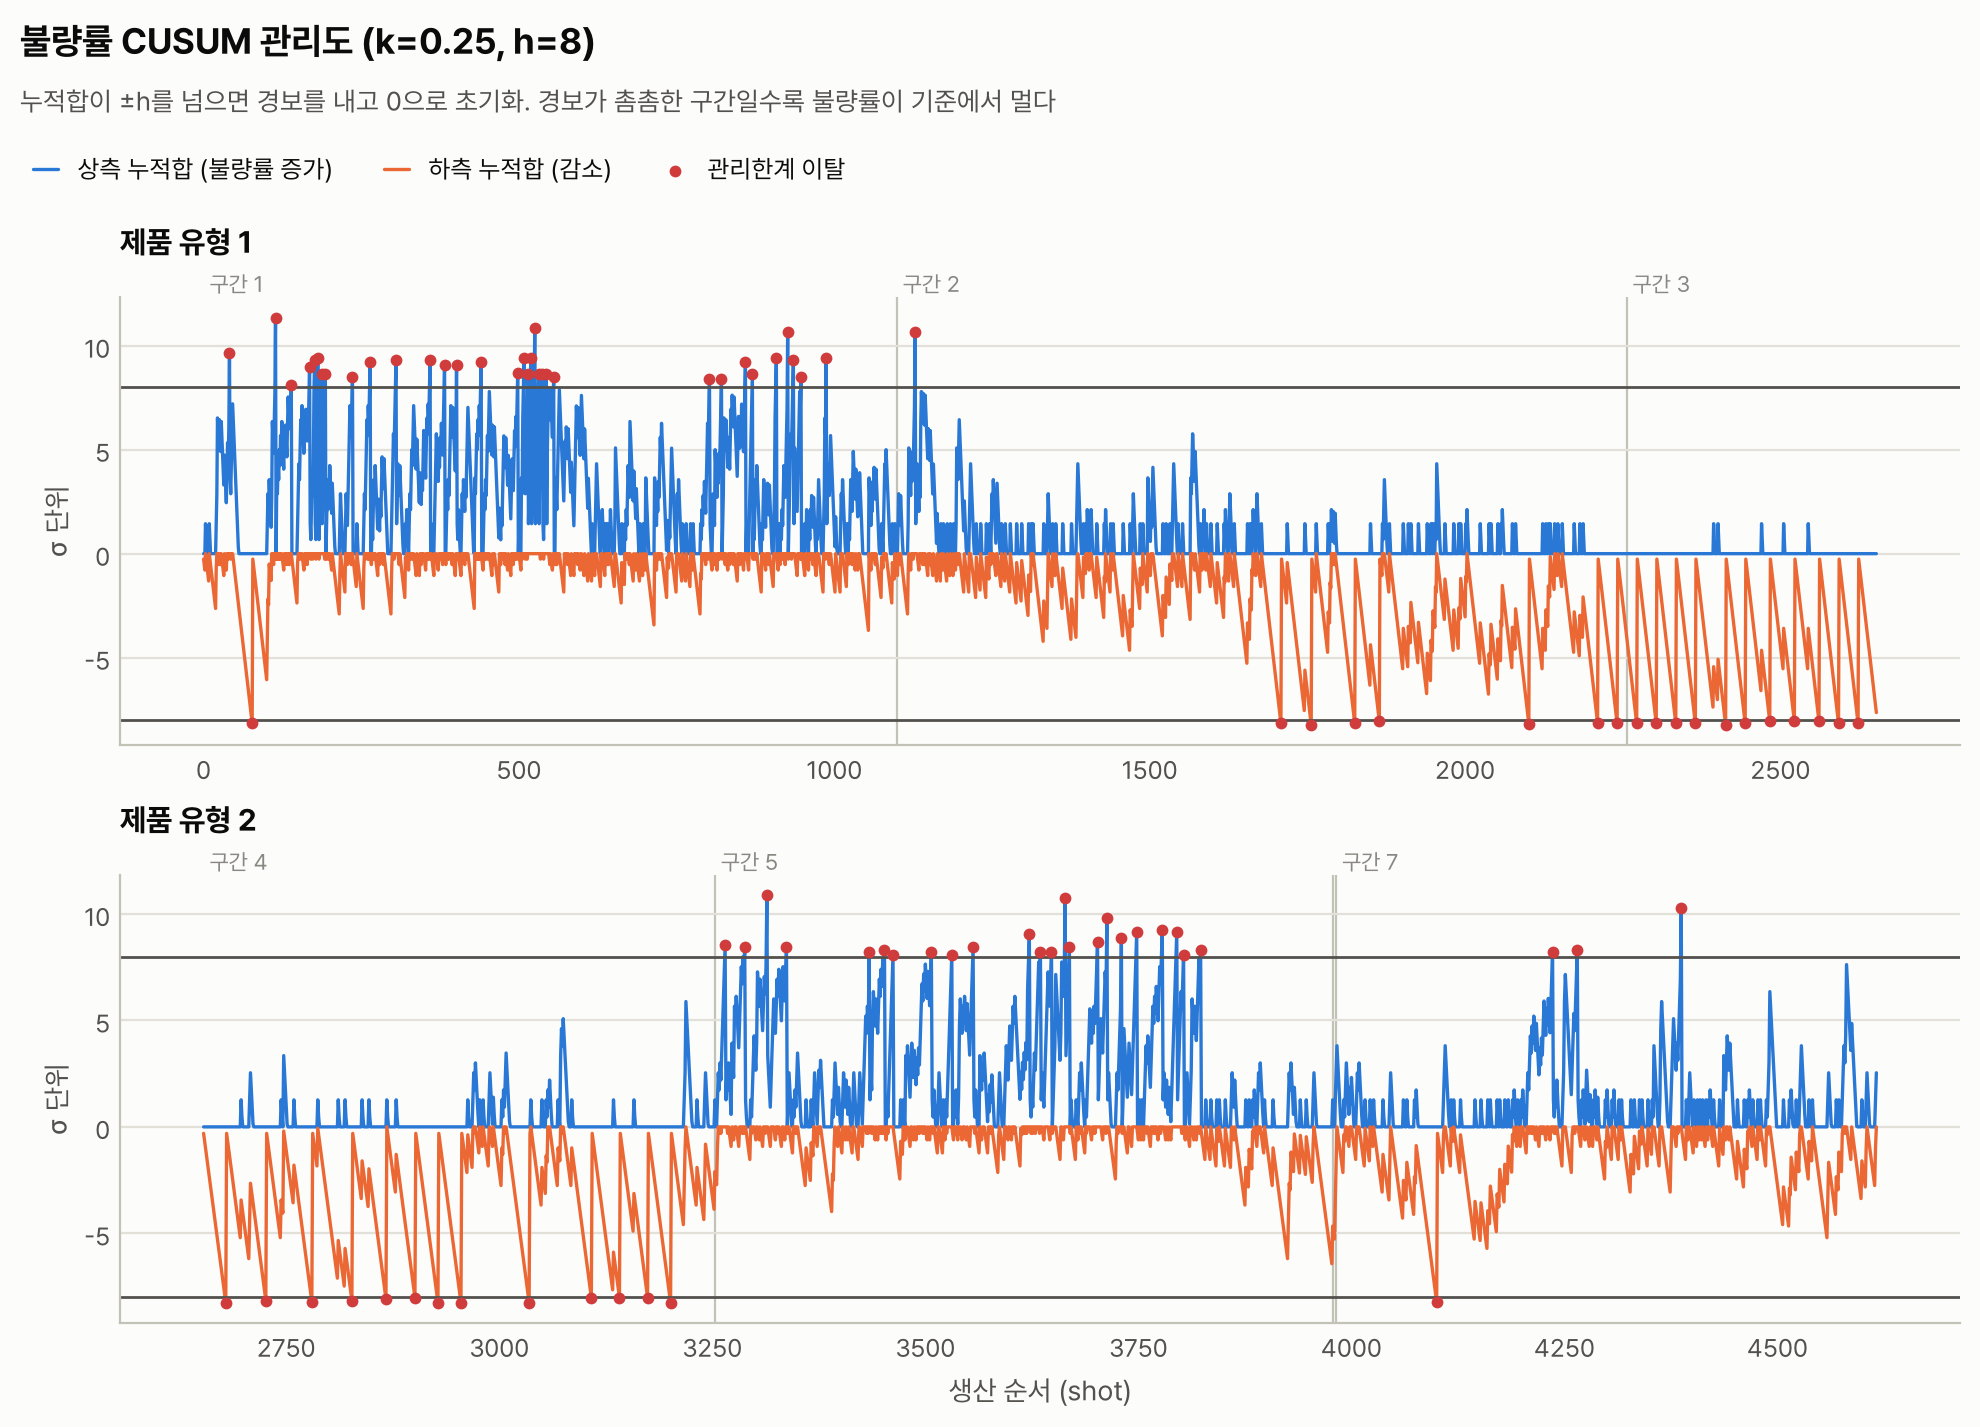 불량률 CUSUM 관리도 (k=0.25, h=8)
누적합이 ±h를 넘으면 경보를 내고 0으로 초기화. 경보가 촘촘한 구간일수록 불량률이 기준에서 멀다
상측 누적합 (불량률 증가) 하측 누적합 (감소) 관리한계 이탈
제품 유형 1
구간 1 구간 2 구간 3
10
5
0
-5
σ 단위
0 500 1000 1500 2000 2500
제품 유형 2
구간 4 구간 5 구간 7
10
5
0
-5
σ 단위
2750 3000 3250 3500 3750 4000 4250 4500
생산 순서 (shot)